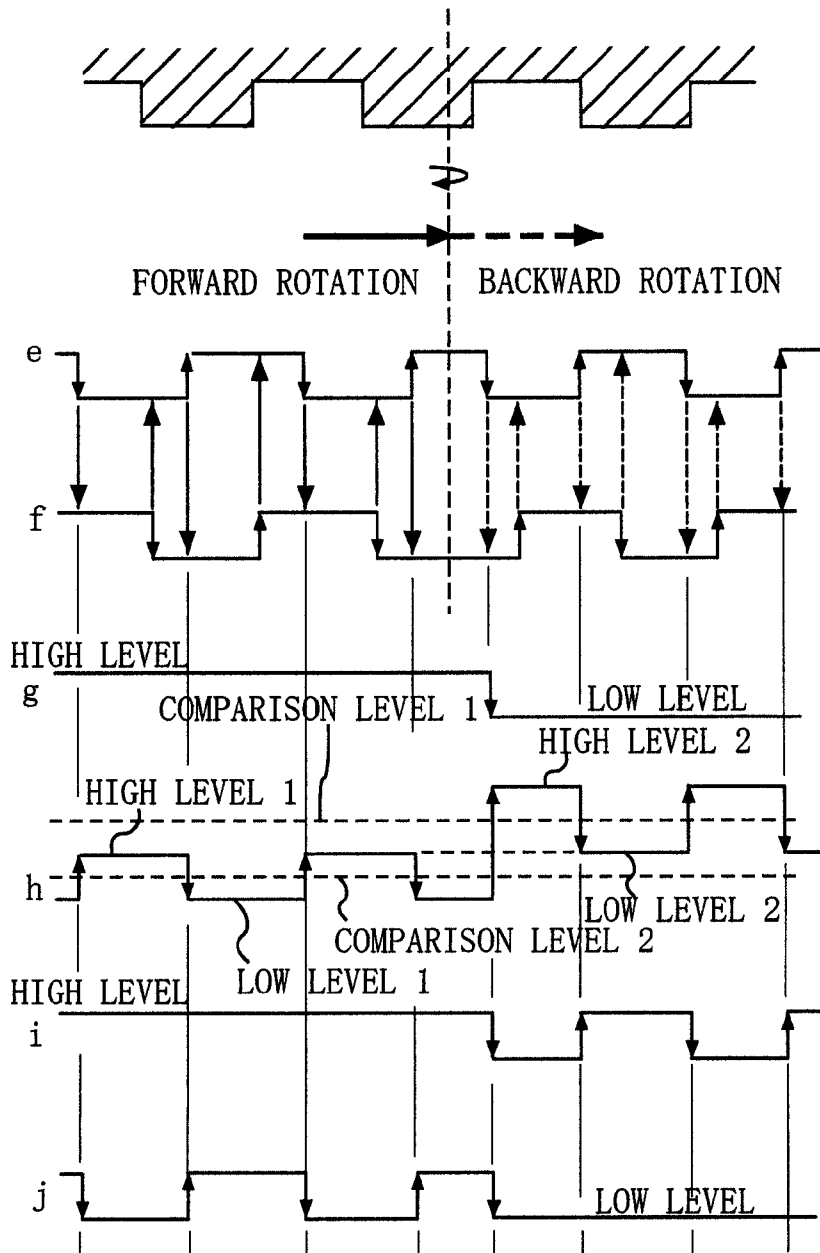 FORWARD ROTATION
BACKWARD ROTATION
e
f
HIGH LEVEL
g
LOW LEVEL
COMPARISON LEVEL 1
HIGH LEVEL 2
HIGH LEVEL 1
h
LOW LEVEL 2
COMPARISON LEVEL 2
LOW LEVEL 1
HIGH LEVEL
i
j
LOW LEVEL